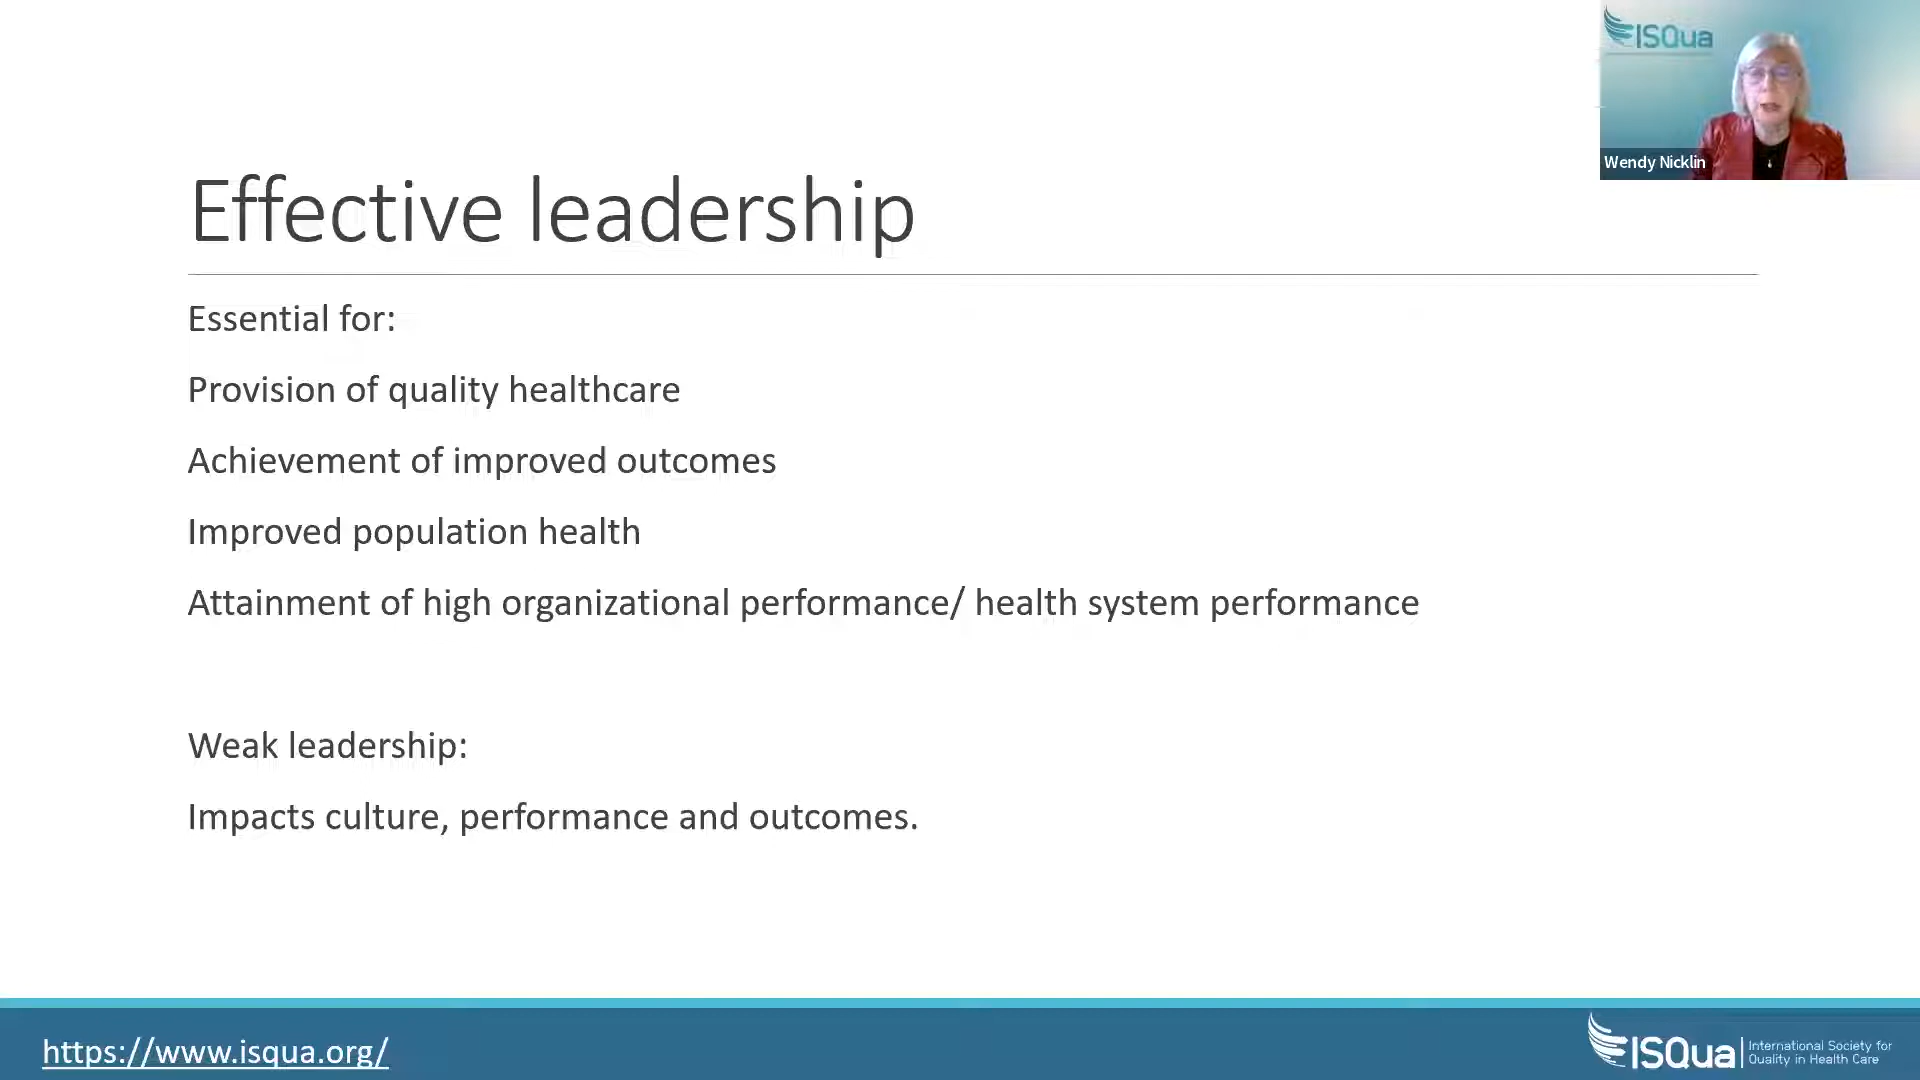 ISQua
Wendy Nicklin
Effective leadership
Essential for:
Provision of quality healthcare
Achievement of improved outcomes
Improved population health
Attainment of high organizational performance/ health system performance
Weak leadership:
Impacts culture, performance and outcomes.
https://www.isqua.org/
ISQua
International Society for
Quality in Health Care